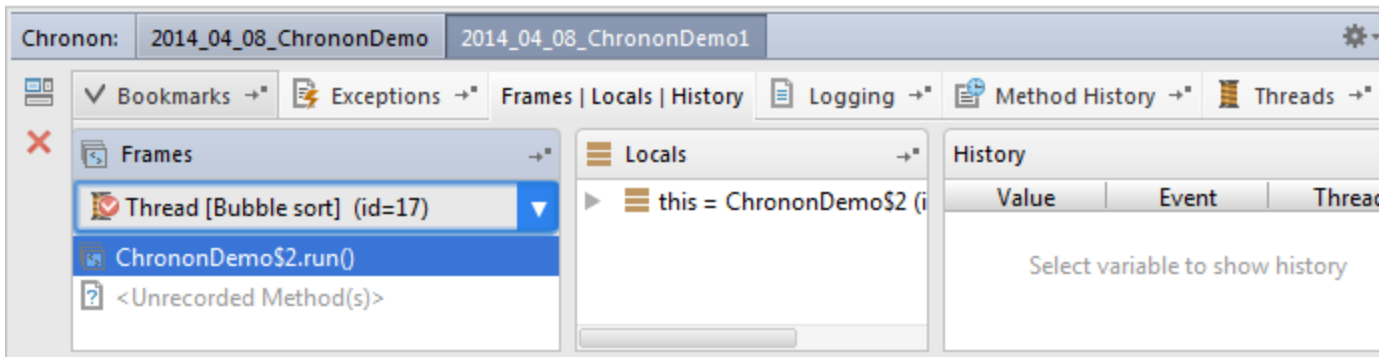 Chronon: 2014_04_08_ChrononDemo 2014_04_08_ChrononDemo1
Bookmarks Exceptions Frames | Locals | History Logging Method History Threads
Frames Locals History
Thread [Bubble sort] (id=17) this = ChrononDemo$2 (i Value Event Threac
ChrononDemo$2.run()
Select variable to show history
<Unrecorded Method(s)>